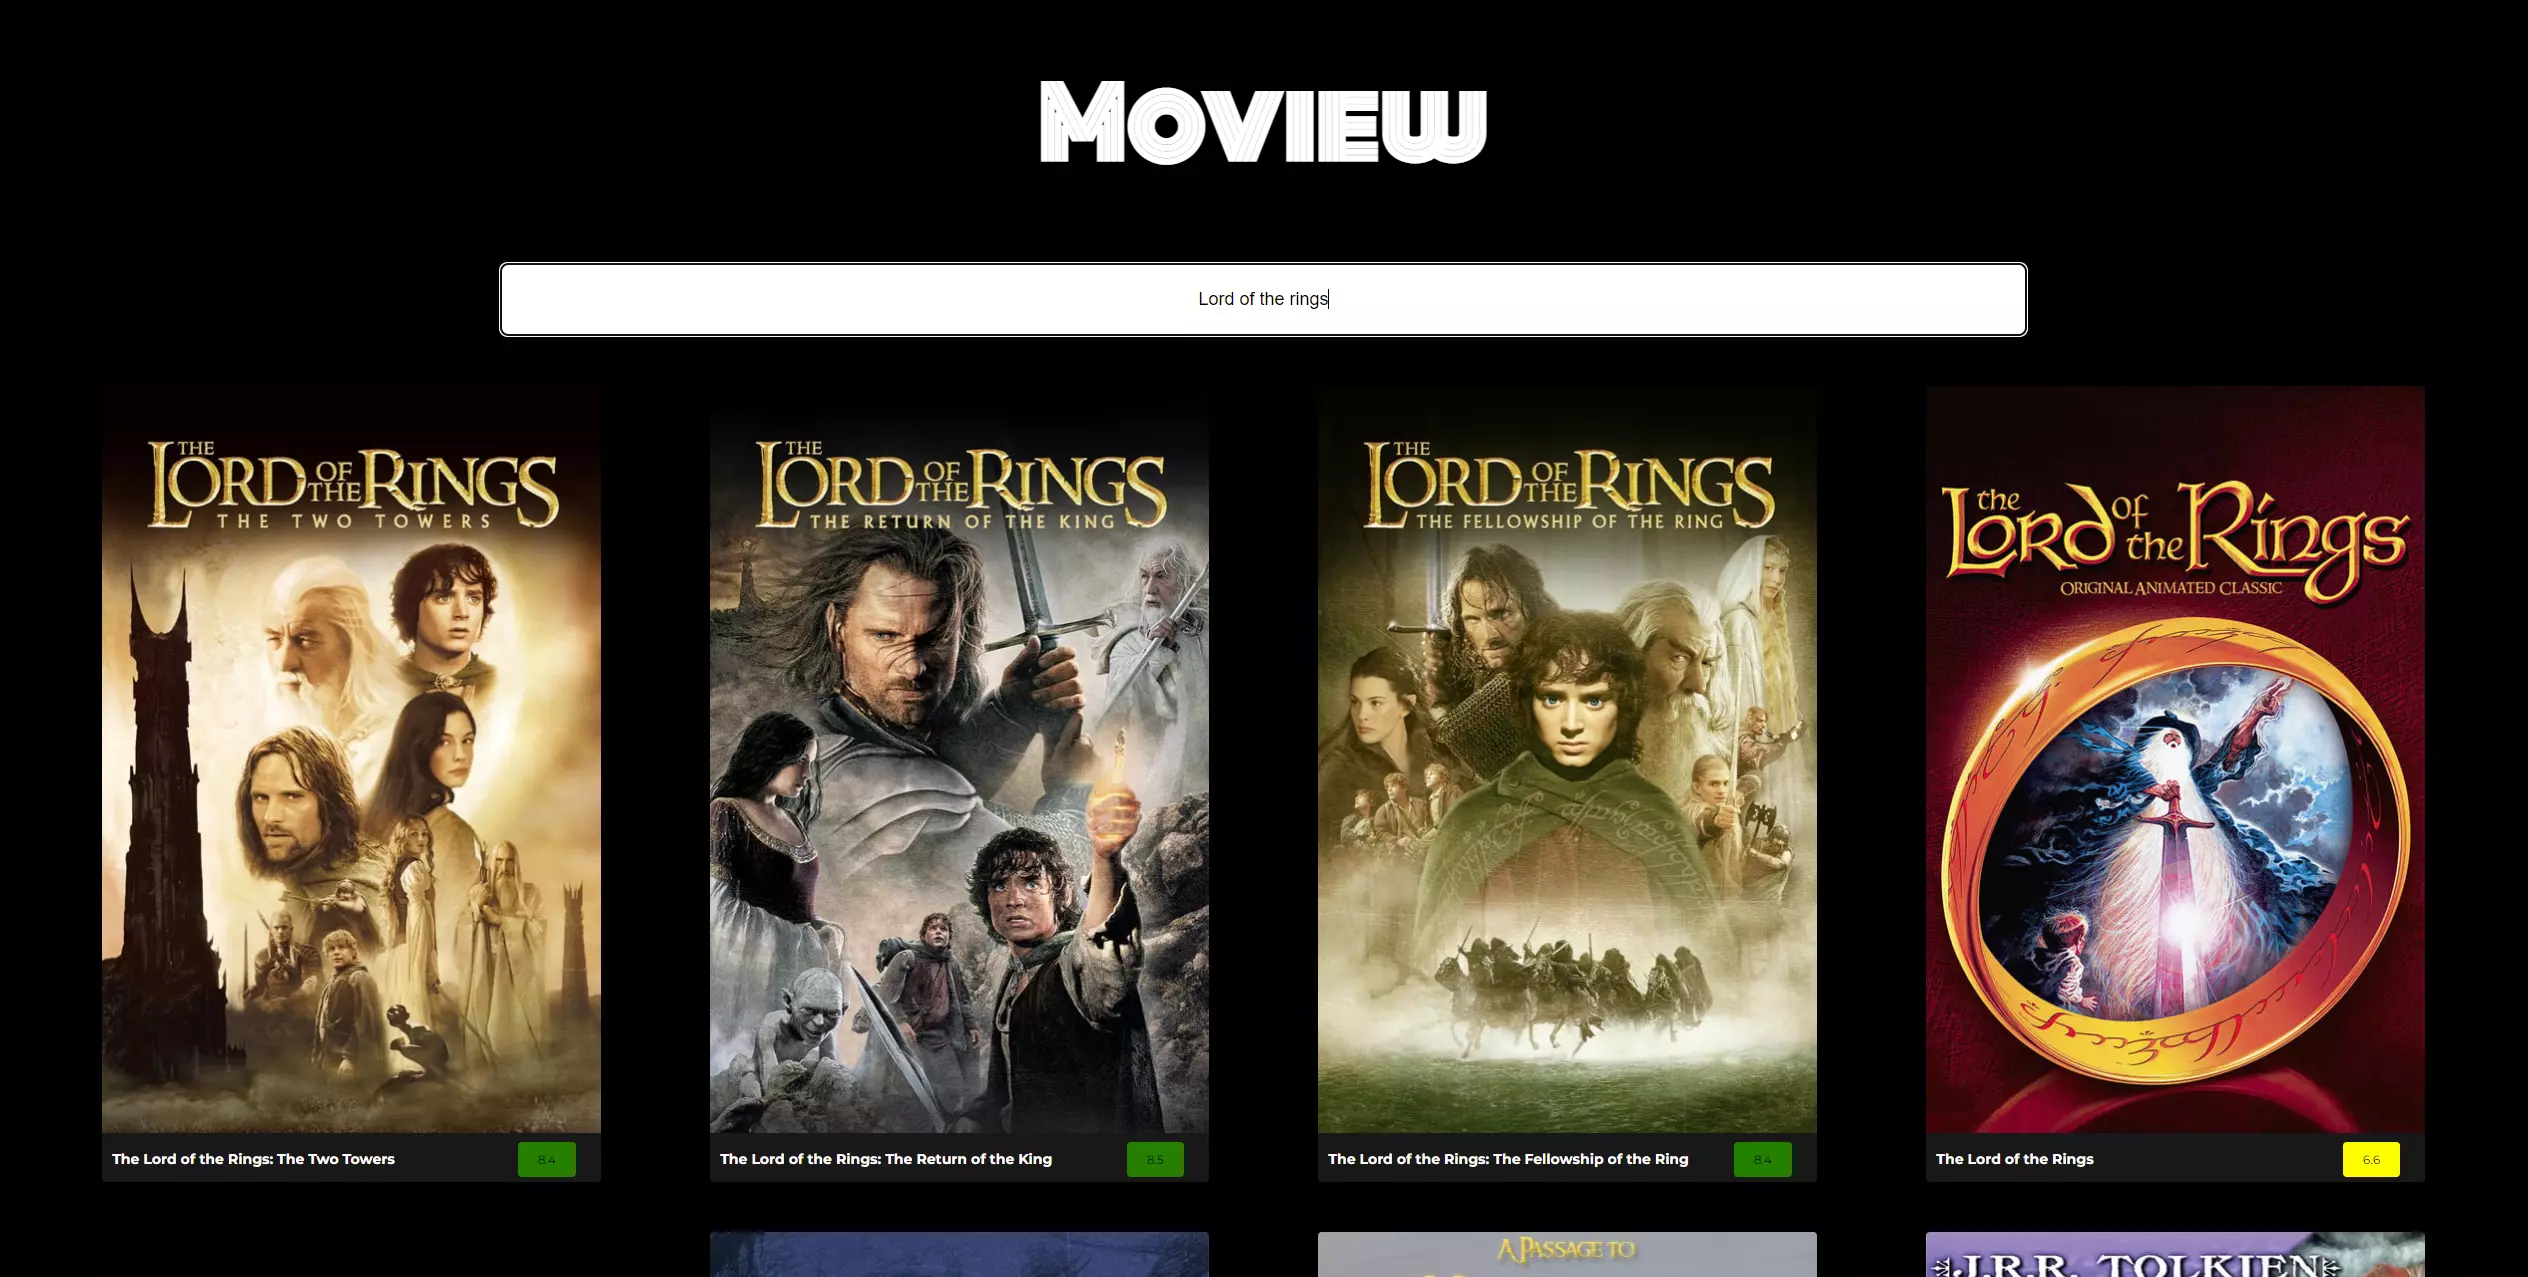 MOVIEW
Lord of the rings
THE
LORD OF THE RINGS
THE TWO TOWERS
THE
LORD OF THE RINGS
THE RETURN OF THE KING
THE
LORD OF THE RINGS
THE FELLOWSHIP OF THE RING
the
Lord of the Rings
ORIGINAL ANIMATED CLASSIC
The Lord of the Rings: The Two Towers 8.4
The Lord of the Rings: The Return of the King 8.5
The Lord of the Rings: The Fellowship of the Ring 8.4
The Lord of the Rings 6.6
A PASSAGE TO
J.R.R. TOLKIEN